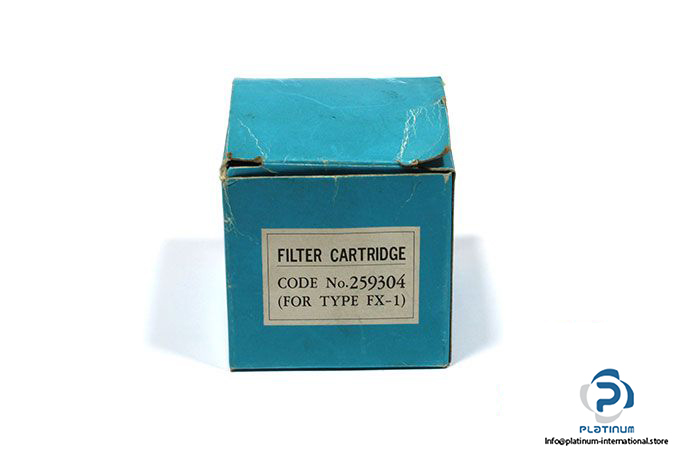 FILTER CARTRIDGE
CODE No.259304
(FOR TYPE FX-1)
PLATINUM
Info@platinum-international.store